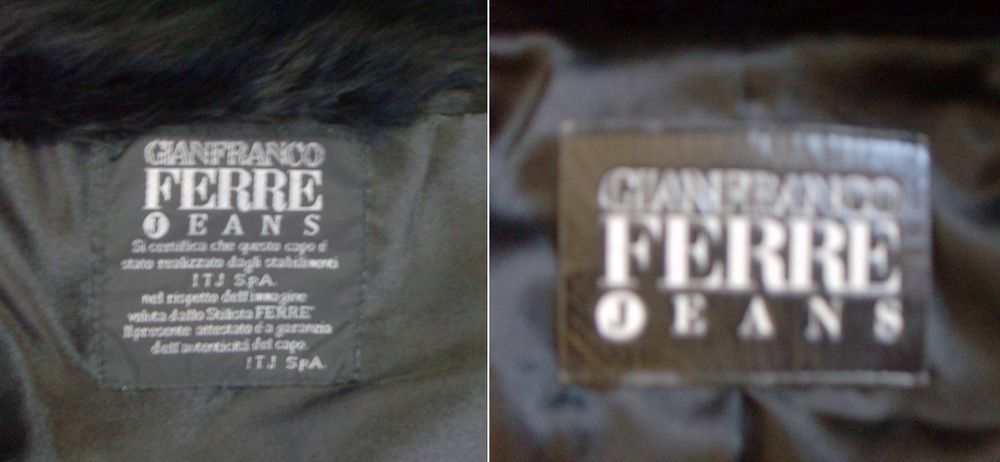 GIANFRANCO
FERRE
J EANS
Si certifica che questo capo é
stato realizzato dagli stabilimenti
ITJ SpA.
nel rispetto dell'immagine
voluta dallo Stilista FERRE'
Il presente attestato é a garanzia
dell'autenticitá del capo.
ITJ SpA.
GIANFRANCO
FERRE
J EANS